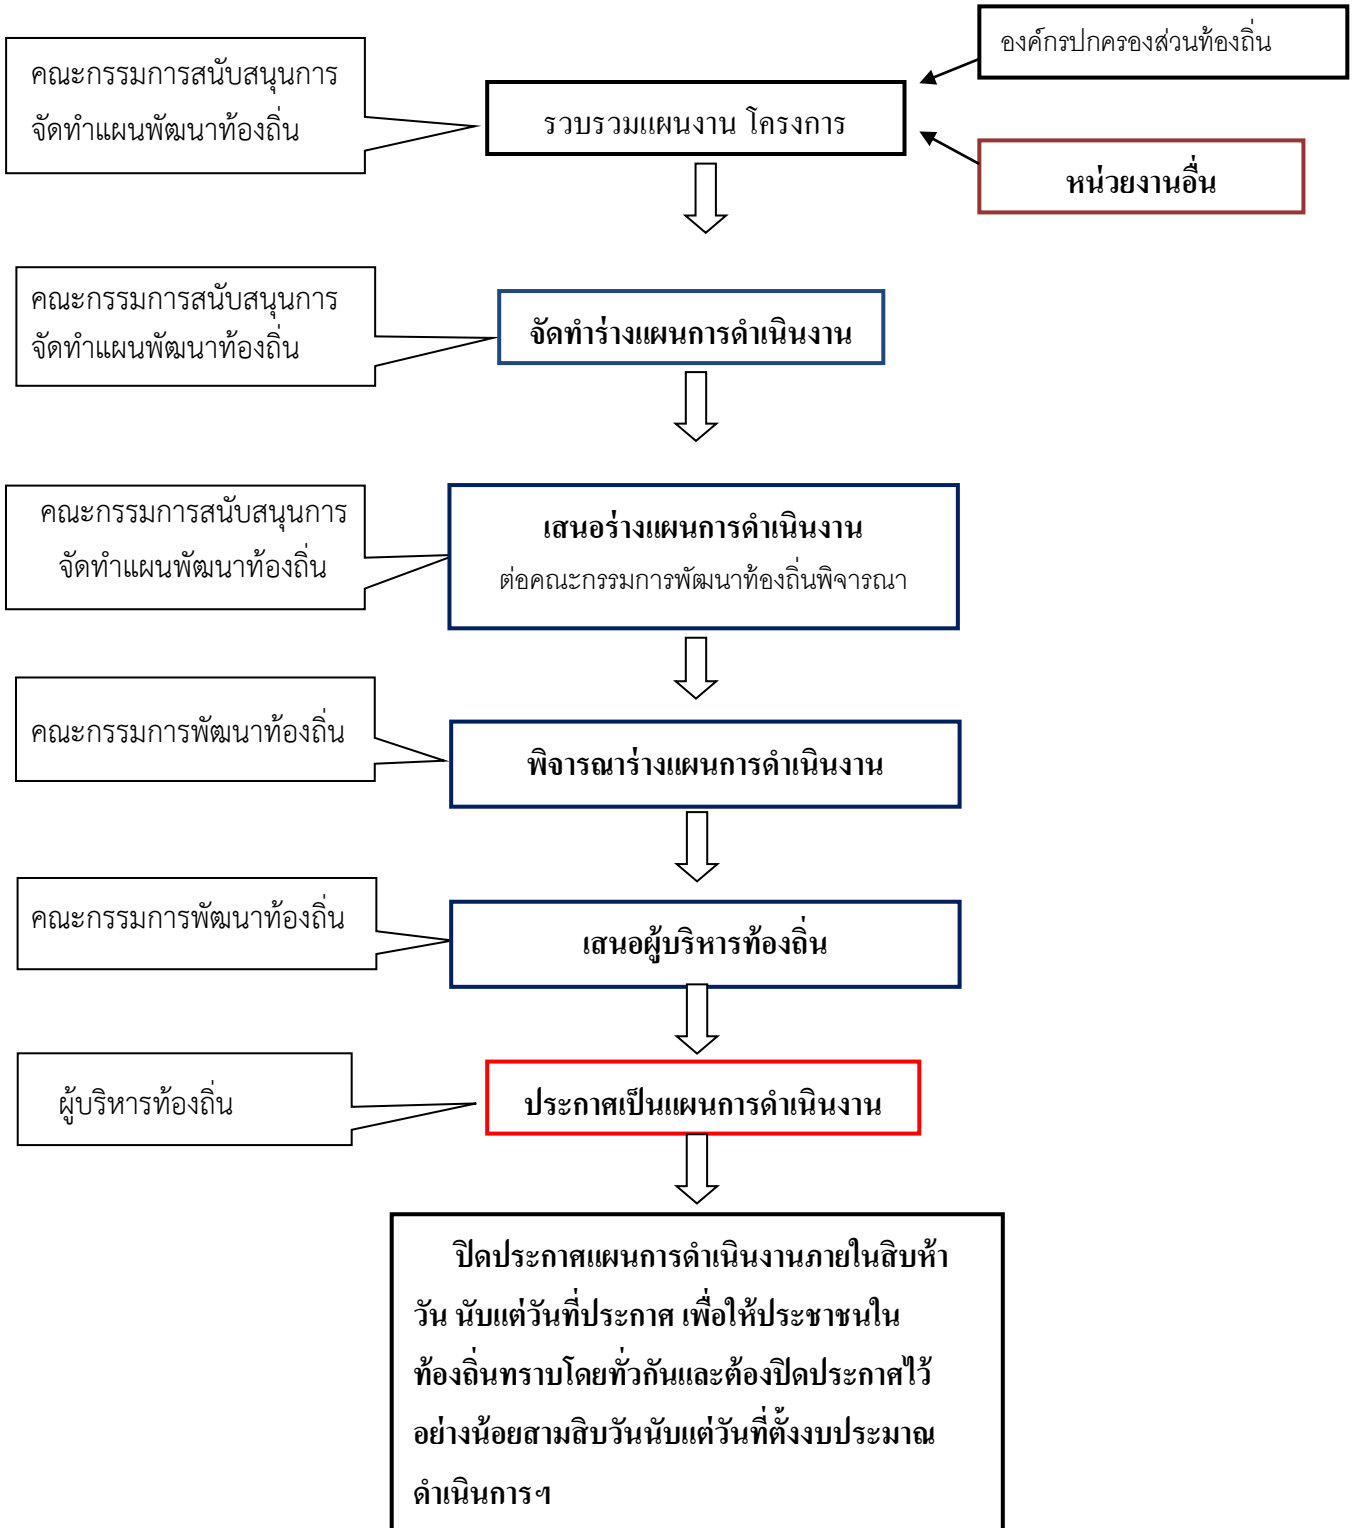 องค์กรปกครองส่วนท้องถิ่น
คณะกรรมการสนับสนุนการ
จัดทำแผนพัฒนาท้องถิ่น
รวบรวมแผนงาน โครงการ
หน่วยงานอื่น
คณะกรรมการสนับสนุนการ
จัดทำแผนพัฒนาท้องถิ่น
จัดทำร่างแผนการดำเนินงาน
คณะกรรมการสนับสนุนการ
จัดทำแผนพัฒนาท้องถิ่น
เสนอร่างแผนการดำเนินงาน
ต่อคณะกรรมการพัฒนาท้องถิ่นพิจารณา
คณะกรรมการพัฒนาท้องถิ่น
พิจารณาร่างแผนการดำเนินงาน
คณะกรรมการพัฒนาท้องถิ่น
เสนอผู้บริหารท้องถิ่น
ผู้บริหารท้องถิ่น
ประกาศเป็นแผนการดำเนินงาน
ปิดประกาศแผนการดำเนินงานภายในสิบห้า
วัน นับแต่วันที่ประกาศ เพื่อให้ประชาชนใน
ท้องถิ่นทราบโดยทั่วกันและต้องปิดประกาศไว้
อย่างน้อยสามสิบวันนับแต่วันที่ตั้งงบประมาณ
ดำเนินการฯ